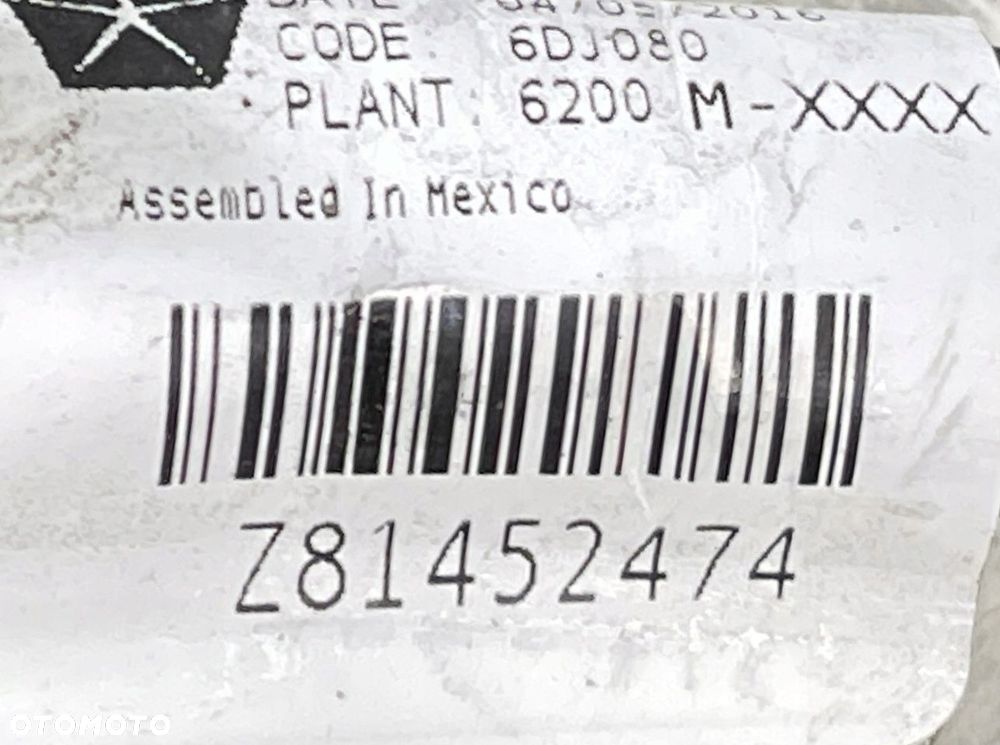 CODE: 6DJ080
PLANT: 6200 M-XXXX
Assembled In Mexico
Z81452474
OTOMOTO